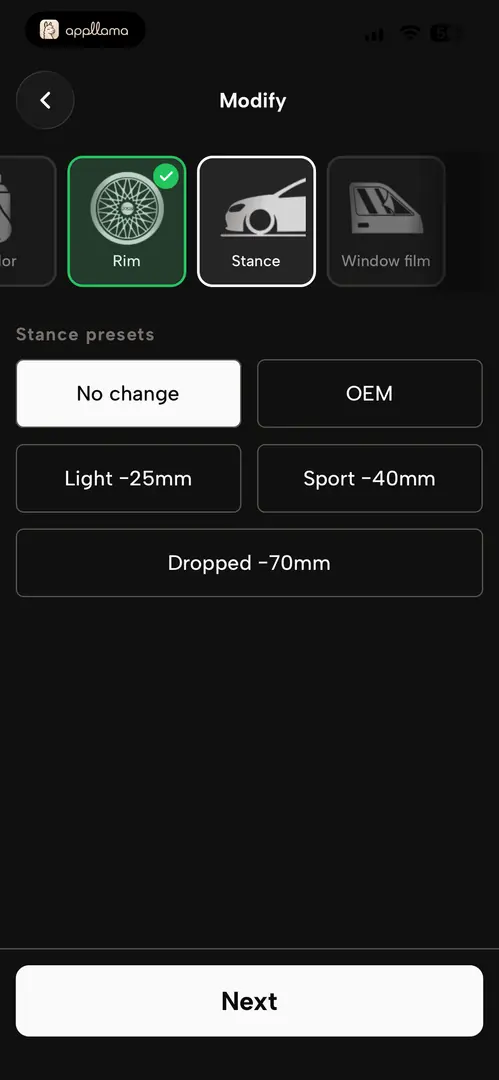 appllama
Modify
lor
Rim
Stance
Window film
Stance presets
No change
OEM
Light -25mm
Sport -40mm
Dropped -70mm
Next